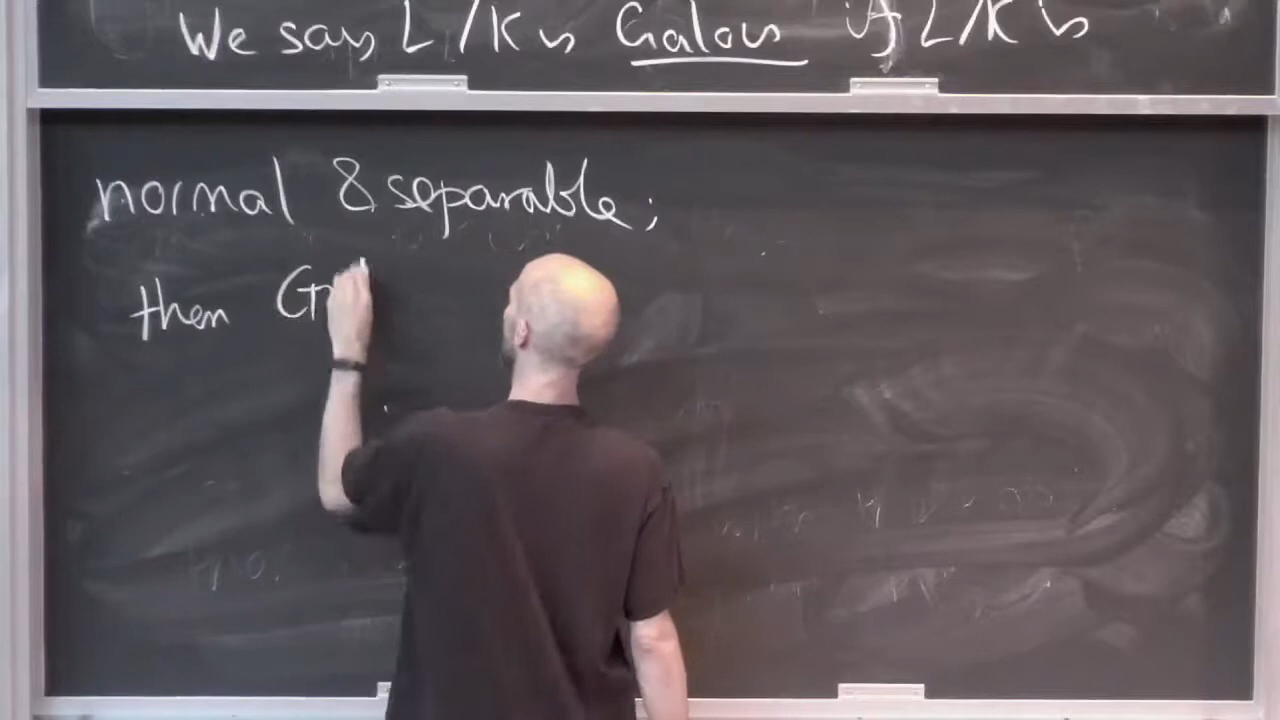 We say L/K is Galois if L/K is
normal & separable;
then G